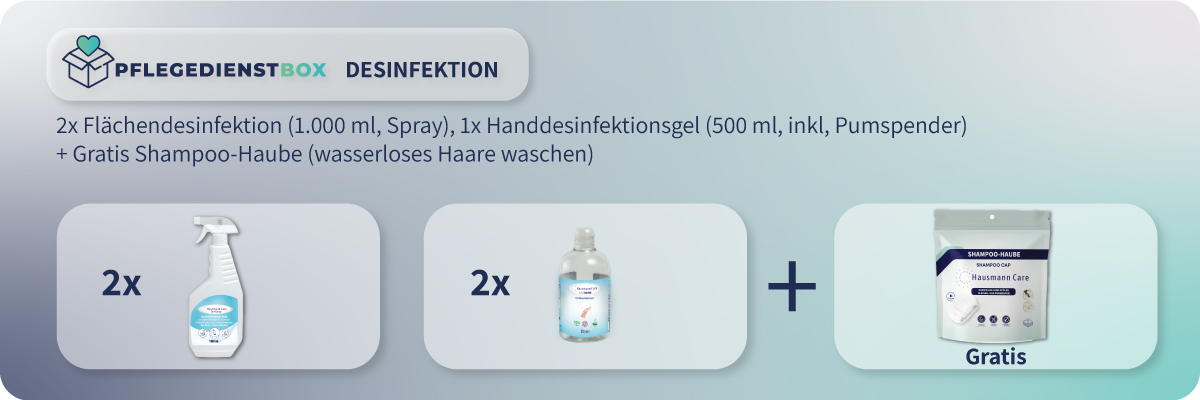 PFLEGEDIENSTBOX DESINFEKTION
2x Flächendesinfektion (1.000 ml, Spray), 1x Handdesinfektionsgel (500 ml, inkl, Pumspender)
+ Gratis Shampoo-Haube (wasserloses Haare waschen)
2x
2x
+
SHAMPOO-HAUBE
SHAMPOO CAP
Hausmann Care
Gratis